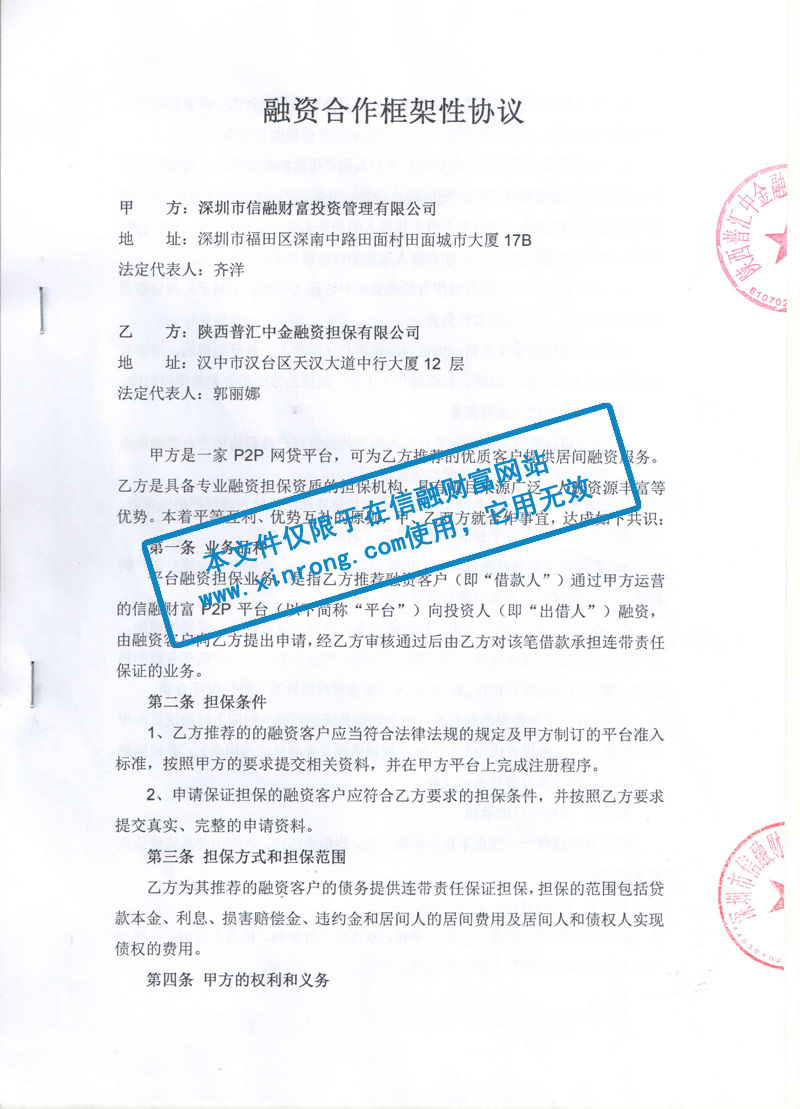 融资合作框架性协议
甲 方：深圳市信融财富投资管理有限公司
地 址：深圳市福田区深南中路田面村田面城市大厦 17B
法定代表人：齐洋
乙 方：陕西普汇中金融资担保有限公司
地 址：汉中市汉台区天汉大道中行大厦 12 层
法定代表人：郭丽娜
甲方是一家 P2P 网贷平台，可为乙方推荐的优质客户提供居间融资服务。
乙方是具备专业融资担保资质的担保机构，具有项目来源广泛、人脉资源丰富等
优势。本着平等互利、优势互补的原则，甲、乙双方就合作事宜，达成如下共识：
第一条 业务品种
平台融资担保业务，是指乙方推荐融资客户（即“借款人”）通过甲方运营
的信融财富 P2P 平台（以下简称“平台”）向投资人（即“出借人”）融资，
由融资客户向乙方提出申请，经乙方审核通过后由乙方对该笔借款承担连带责任
保证的业务。
第二条 担保条件
1、乙方推荐的的融资客户应当符合法律法规的规定及甲方制订的平台准入
标准，按照甲方的要求提交相关资料，并在甲方平台上完成注册程序。
2、申请保证担保的融资客户应符合乙方要求的担保条件，并按照乙方要求
提交真实、完整的申请资料。
第三条 担保方式和担保范围
乙方为其推荐的融资客户的债务提供连带责任保证担保，担保的范围包括贷
款本金、利息、损害赔偿金、违约金和居间人的居间费用及居间人和债权人实现
债权的费用。
第四条 甲方的权利和义务
本文件仅限于在信融财富网站
www.xinrong.com使用，它用无效
陕西普汇中金融
610702
深圳市信融财